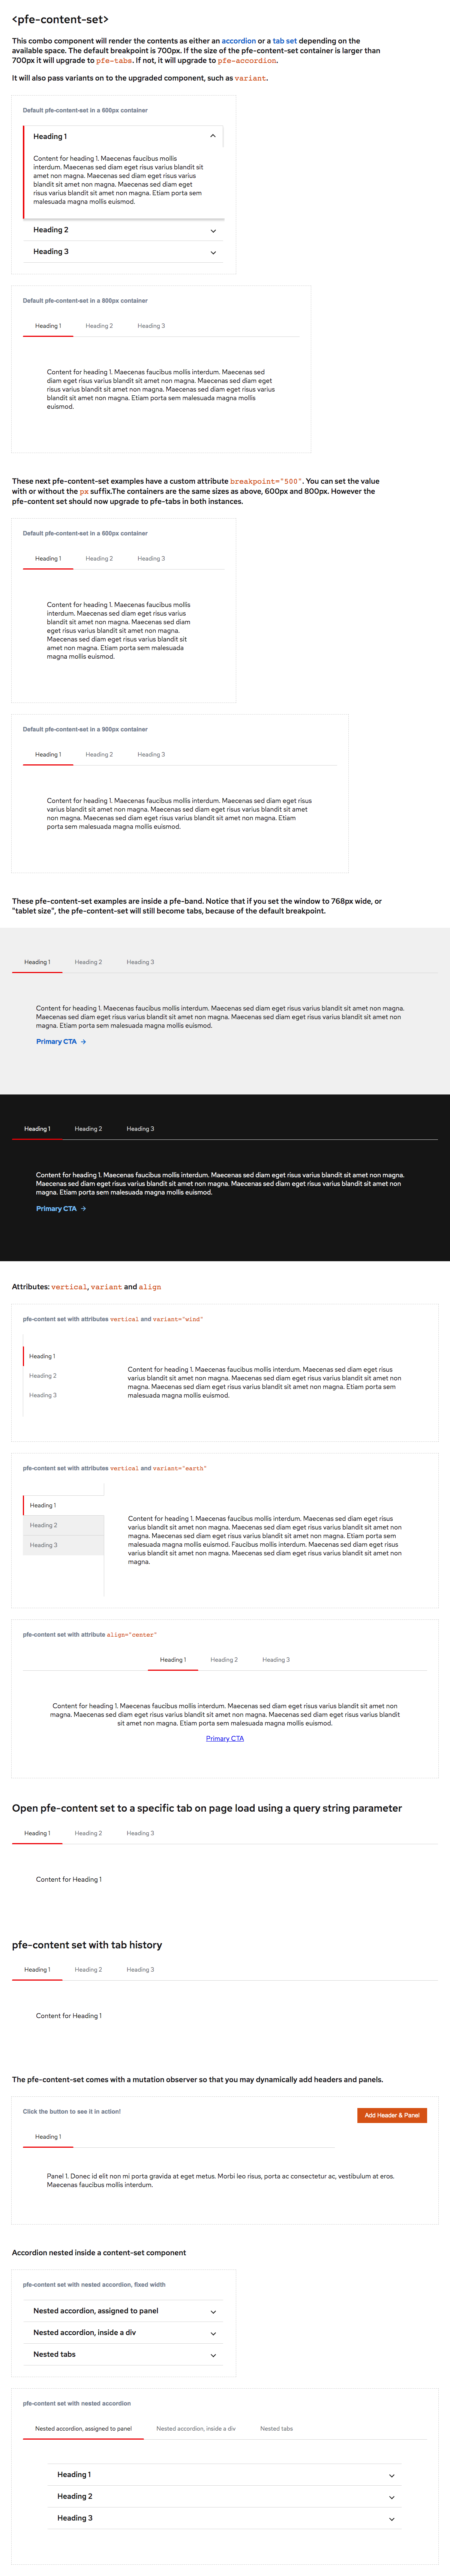 <pfe-content-set>
This combo component will render the contents as either an accordion or a tab set depending on the
available space. The default breakpoint is 700px. If the size of the pfe-content-set container is larger than
700px it will upgrade to pfe-tabs. If not, it will upgrade to pfe-accordion.
It will also pass variants on to the upgraded component, such as variant.
Default pfe-content-set in a 600px container
Heading 1
Content for heading 1. Maecenas faucibus mollis
interdum. Maecenas sed diam eget risus varius blandit sit
amet non magna. Maecenas sed diam eget risus varius
blandit sit amet non magna. Maecenas sed diam eget
risus varius blandit sit amet non magna. Etiam porta sem
malesuada magna mollis euismod.
Heading 2
Heading 3
Default pfe-content-set in a 800px container
Heading 1 Heading 2 Heading 3
Content for heading 1. Maecenas faucibus mollis interdum. Maecenas sed
diam eget risus varius blandit sit amet non magna. Maecenas sed diam eget
risus varius blandit sit amet non magna. Maecenas sed diam eget risus varius
blandit sit amet non magna. Etiam porta sem malesuada magna mollis
euismod.
These next pfe-content-set examples have a custom attribute breakpoint="500". You can set the value
with or without the px suffix.The containers are the same sizes as above, 600px and 800px. However the
pfe-content set should now upgrade to pfe-tabs in both instances.
Default pfe-content-set in a 600px container
Heading 1 Heading 2 Heading 3
Content for heading 1. Maecenas faucibus mollis
interdum. Maecenas sed diam eget risus varius
blandit sit amet non magna. Maecenas sed diam
eget risus varius blandit sit amet non magna.
Maecenas sed diam eget risus varius blandit sit
amet non magna. Etiam porta sem malesuada
magna mollis euismod.
Default pfe-content-set in a 900px container
Heading 1 Heading 2 Heading 3
Content for heading 1. Maecenas faucibus mollis interdum. Maecenas sed diam eget risus
varius blandit sit amet non magna. Maecenas sed diam eget risus varius blandit sit amet
non magna. Maecenas sed diam eget risus varius blandit sit amet non magna. Etiam
porta sem malesuada magna mollis euismod.
These pfe-content-set examples are inside a pfe-band. Notice that if you set the window to 768px wide, or
"tablet size", the pfe-content-set will still become tabs, because of the default breakpoint.
Heading 1 Heading 2 Heading 3
Content for heading 1. Maecenas faucibus mollis interdum. Maecenas sed diam eget risus varius blandit sit amet non magna.
Maecenas sed diam eget risus varius blandit sit amet non magna. Maecenas sed diam eget risus varius blandit sit amet non
magna. Etiam porta sem malesuada magna mollis euismod.
Primary CTA
Heading 1 Heading 2 Heading 3
Content for heading 1. Maecenas faucibus mollis interdum. Maecenas sed diam eget risus varius blandit sit amet non magna.
Maecenas sed diam eget risus varius blandit sit amet non magna. Maecenas sed diam eget risus varius blandit sit amet non
magna. Etiam porta sem malesuada magna mollis euismod.
Primary CTA
Attributes: vertical, variant and align
pfe-content set with attributes vertical and variant="wind"
Heading 1
Heading 2
Heading 3
Content for heading 1. Maecenas faucibus mollis interdum. Maecenas sed diam eget risus
varius blandit sit amet non magna. Maecenas sed diam eget risus varius blandit sit amet non
magna. Maecenas sed diam eget risus varius blandit sit amet non magna. Etiam porta sem
malesuada magna mollis euismod.
pfe-content set with attributes vertical and variant="earth"
Heading 1
Heading 2
Heading 3
Content for heading 1. Maecenas faucibus mollis interdum. Maecenas sed diam eget risus
varius blandit sit amet non magna. Maecenas sed diam eget risus varius blandit sit amet non
magna. Maecenas sed diam eget risus varius blandit sit amet non magna. Etiam porta sem
malesuada magna mollis euismod. Faucibus mollis interdum. Maecenas sed diam eget risus
varius blandit sit amet non magna. Maecenas sed diam eget risus varius blandit sit amet non
magna.
pfe-content set with attribute align="center"
Heading 1 Heading 2 Heading 3
Content for heading 1. Maecenas faucibus mollis interdum. Maecenas sed diam eget risus varius blandit sit amet non
magna. Maecenas sed diam eget risus varius blandit sit amet non magna. Maecenas sed diam eget risus varius blandit
sit amet non magna. Etiam porta sem malesuada magna mollis euismod.
Primary CTA
Open pfe-content set to a specific tab on page load using a query string parameter
Heading 1 Heading 2 Heading 3
Content for Heading 1
pfe-content set with tab history
Heading 1 Heading 2 Heading 3
Content for Heading 1
The pfe-content-set comes with a mutation observer so that you may dynamically add headers and panels.
Click the button to see it in action!
Add Header & Panel
Heading 1
Panel 1. Donec id elit non mi porta gravida at eget metus. Morbi leo risus, porta ac consectetur ac, vestibulum at eros.
Maecenas faucibus mollis interdum.
Accordion nested inside a content-set component
pfe-content set with nested accordion, fixed width
Nested accordion, assigned to panel
Nested accordion, inside a div
Nested tabs
pfe-content set with nested accordion
Nested accordion, assigned to panel Nested accordion, inside a div Nested tabs
Heading 1
Heading 2
Heading 3